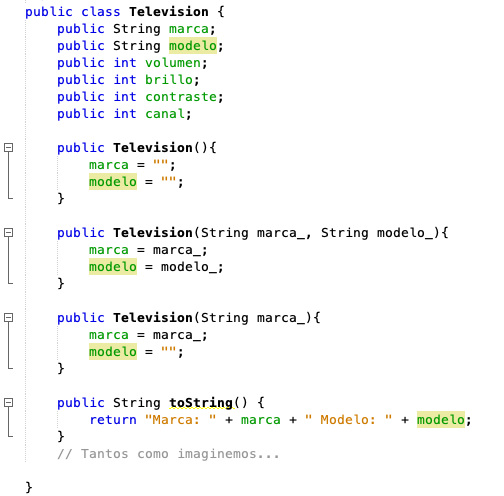 public class Television {
    public String marca;
    public String modelo;
    public int volumen;
    public int brillo;
    public int contraste;
    public int canal;

    public Television(){
        marca = "";
        modelo = "";
    }

    public Television(String marca_, String modelo_){
        marca = marca_;
        modelo = modelo_;
    }

    public Television(String marca_){
        marca = marca_;
        modelo = "";
    }

    public String toString() {
        return "Marca: " + marca + " Modelo: " + modelo;
    }
    // Tantos como imaginemos...

}